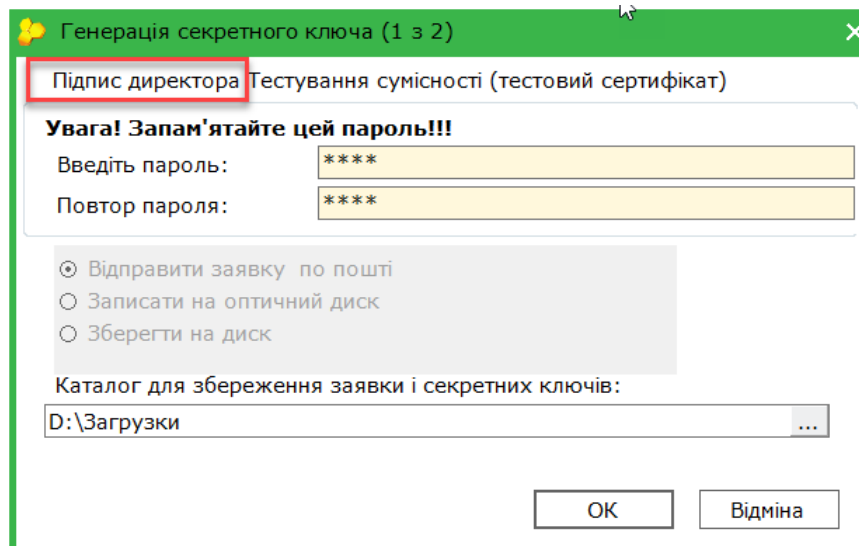 Генерація секретного ключа (1 з 2)
Підпис директора Тестування сумісності (тестовий сертифікат)
Увага! Запам'ятайте цей пароль!!!
Введіть пароль: ****
Повтор пароля: ****
Відправити заявку по пошті
Записати на оптичний диск
Зберегти на диск
Каталог для збереження заявки і секретних ключів:
D:\Загрузки ...
ОК Відміна